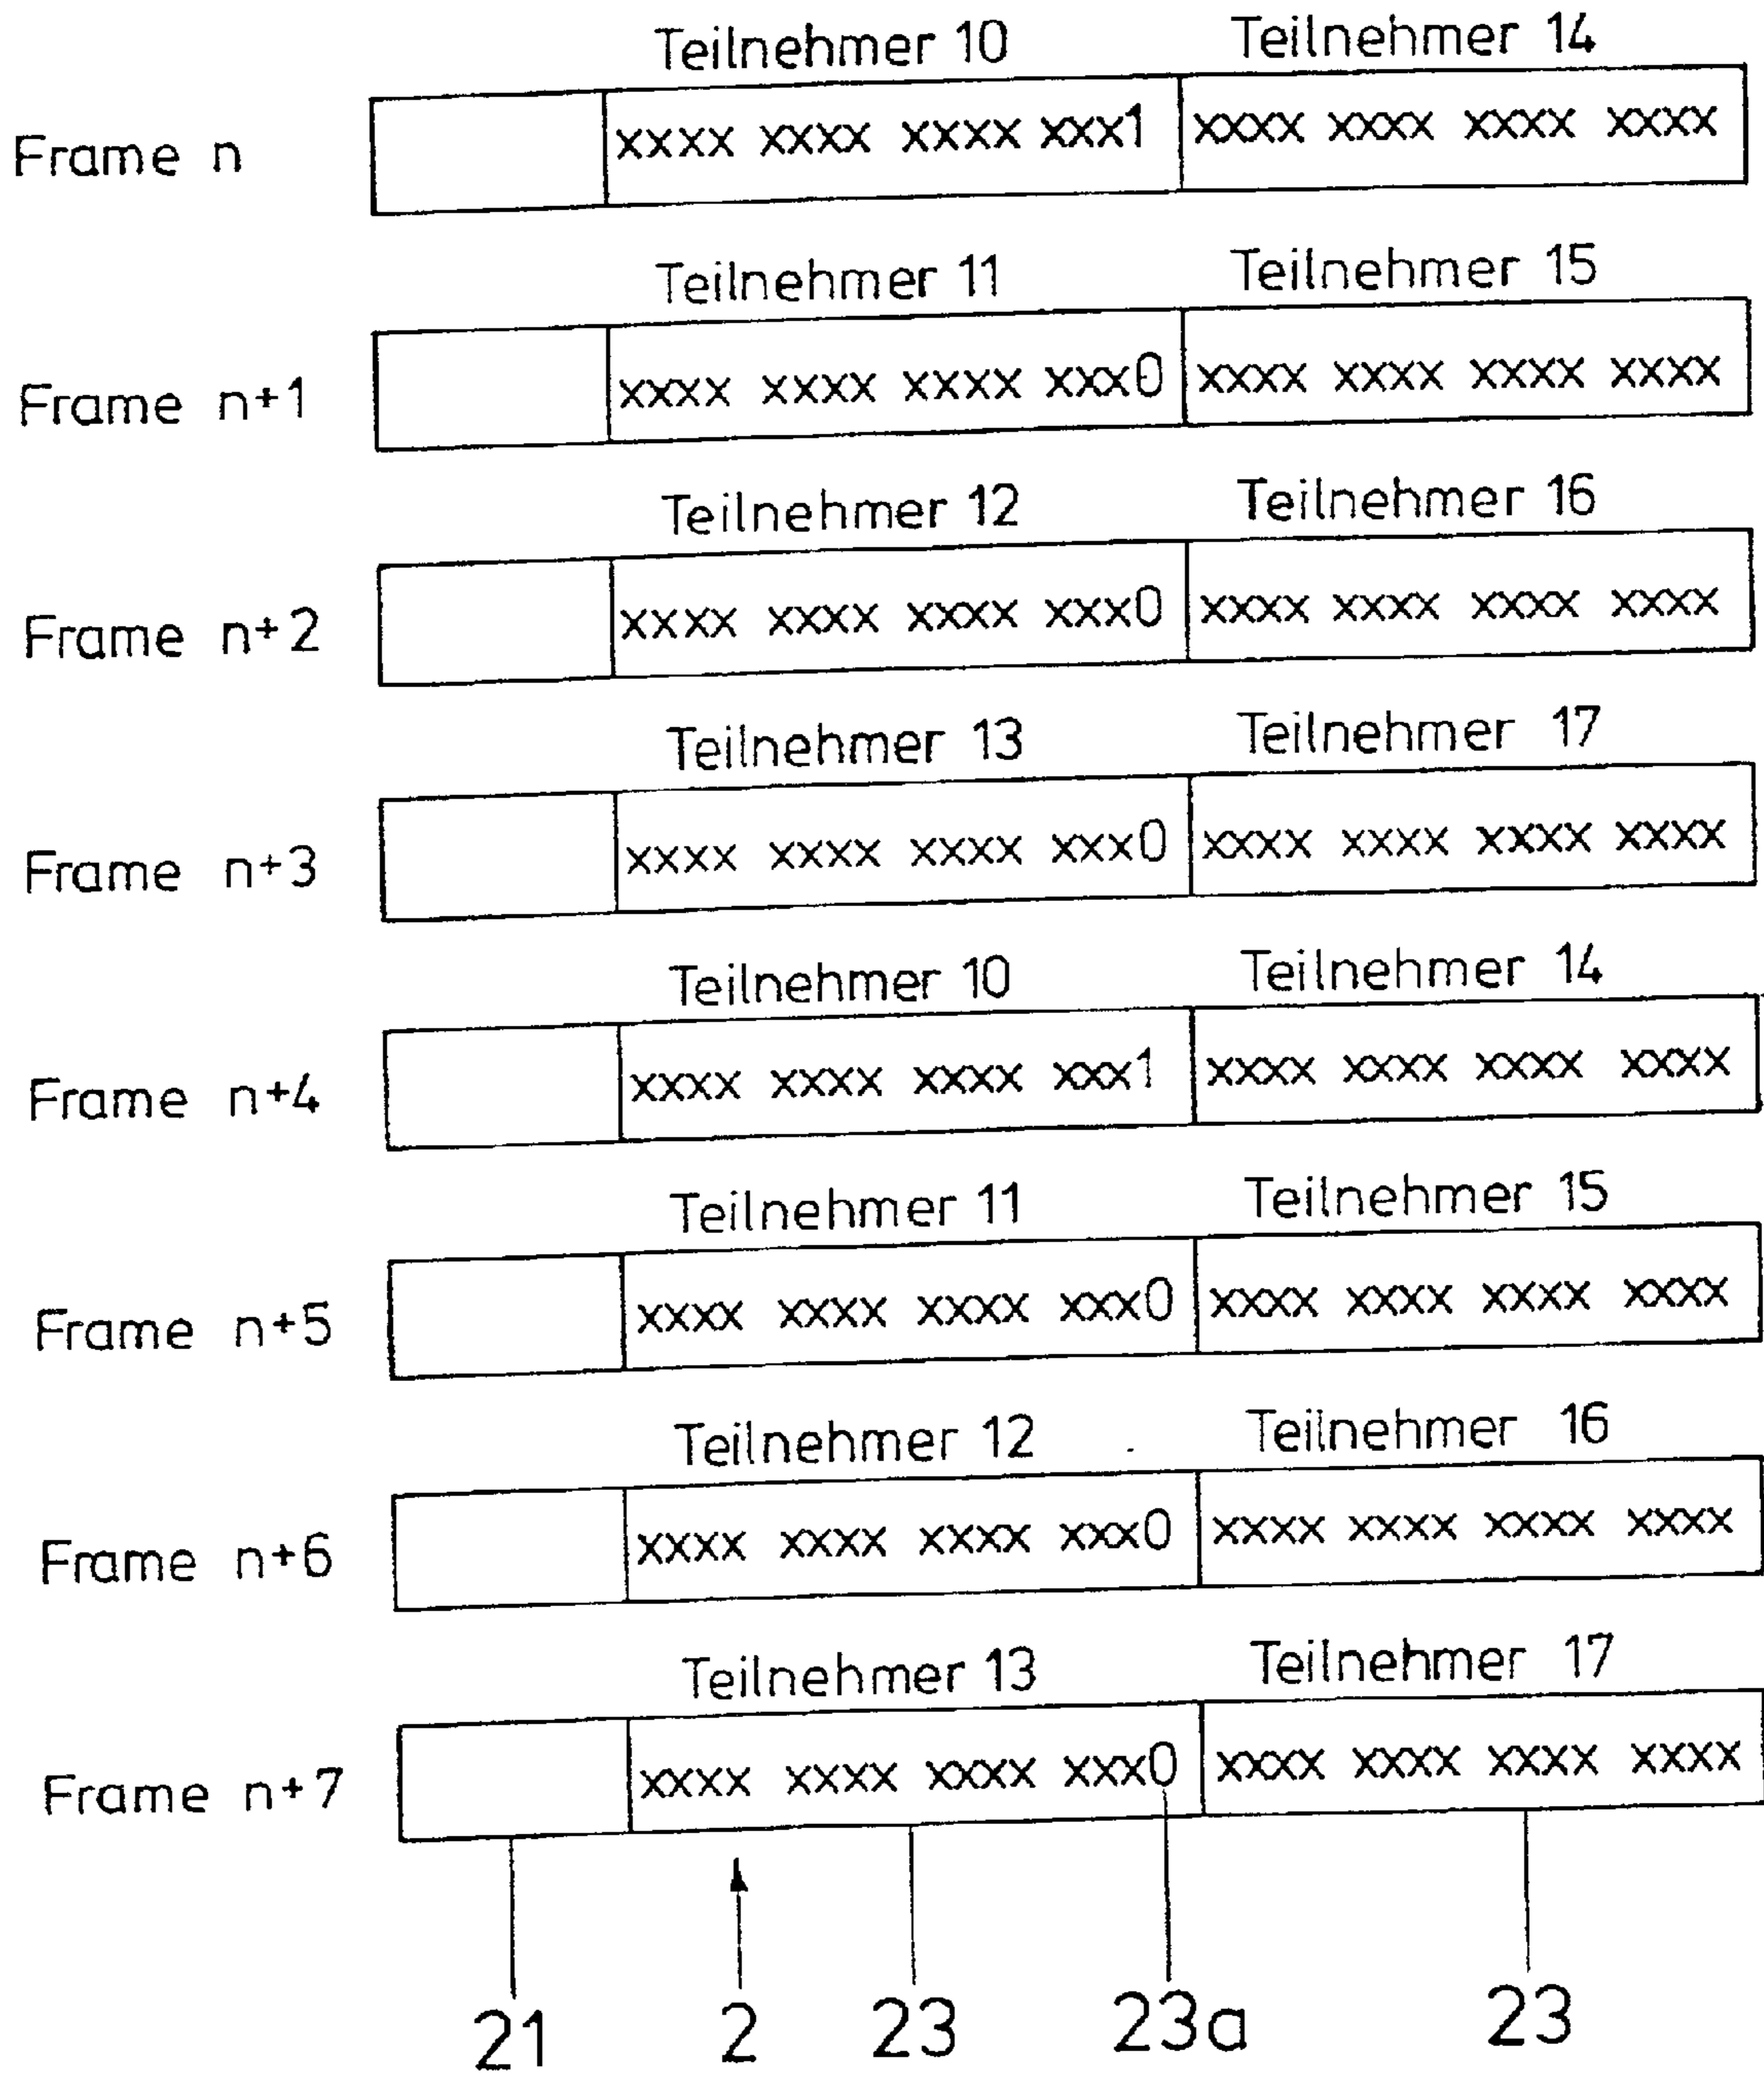 Teilnehmer 10 Teilnehmer 14
Frame n xxxx xxxx xxxx xxx1 xxxx xxxx xxxx xxxx
Teilnehmer 11 Teilnehmer 15
Frame n+1 xxxx xxxx xxxx xxx0 xxxx xxxx xxxx xxxx
Teilnehmer 12 Teilnehmer 16
Frame n+2 xxxx xxxx xxxx xxx0 xxxx xxxx xxxx xxxx
Teilnehmer 13 Teilnehmer 17
Frame n+3 xxxx xxxx xxxx xxx0 xxxx xxxx xxxx xxxx
Teilnehmer 10 Teilnehmer 14
Frame n+4 xxxx xxxx xxxx xxx1 xxxx xxxx xxxx xxxx
Teilnehmer 11 Teilnehmer 15
Frame n+5 xxxx xxxx xxxx xxx0 xxxx xxxx xxxx xxxx
Teilnehmer 12 Teilnehmer 16
Frame n+6 xxxx xxxx xxxx xxx0 xxxx xxxx xxxx xxxx
Teilnehmer 13 Teilnehmer 17
Frame n+7 xxxx xxxx xxxx xxx0 xxxx xxxx xxxx xxxx
21 2 23 23a 23